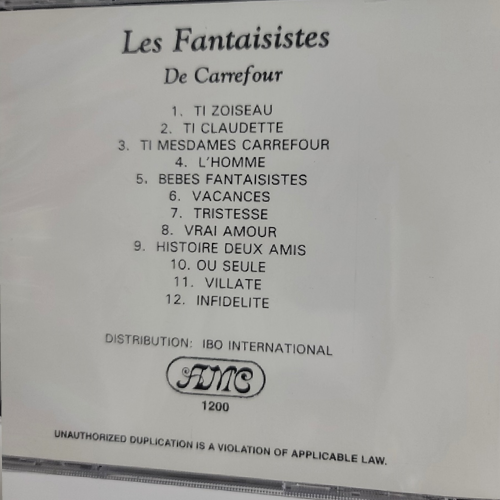 Les Fantaisistes
De Carrefour
1. TI ZOISEAU
2. TI CLAUDETTE
3. TI MESDAMES CARREFOUR
4. L'HOMME
5. BEBES FANTAISISTES
6. VACANCES
7. TRISTESSE
8. VRAI AMOUR
9. HISTOIRE DEUX AMIS
10. OU SEULE
11. VILLATE
12. INFIDELITE
DISTRIBUTION: IBO INTERNATIONAL
AMC
1200
UNAUTHORIZED DUPLICATION IS A VIOLATION OF APPLICABLE LAW.